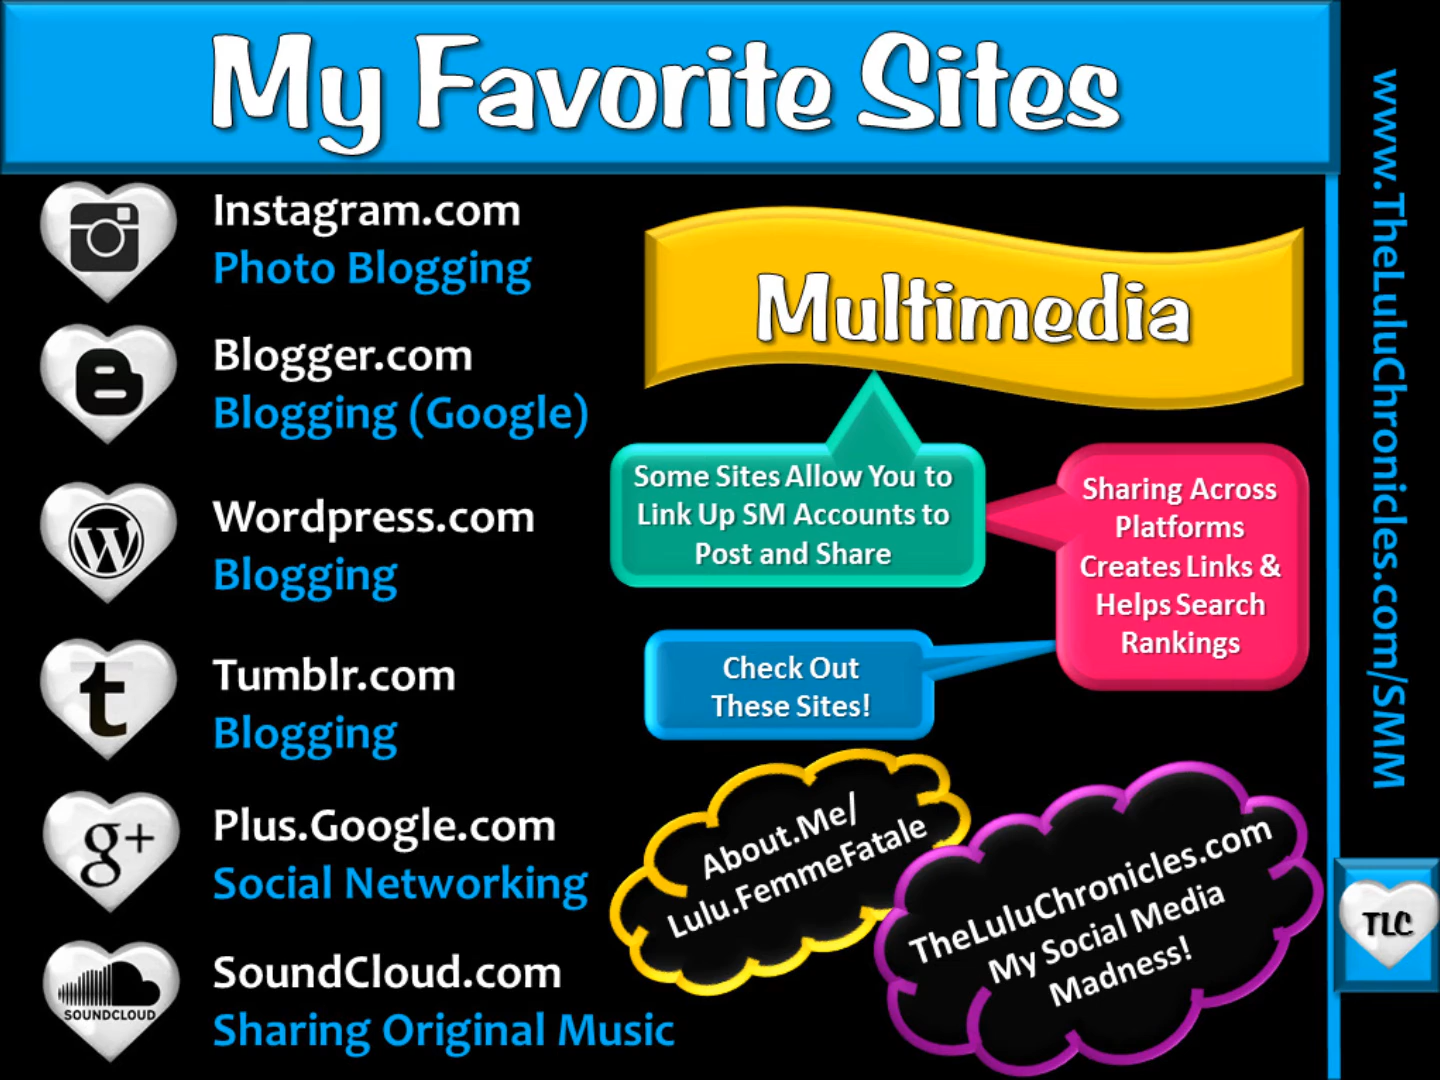 My Favorite Sites
Instagram.com
Photo Blogging
Blogger.com
Blogging (Google)
Wordpress.com
Blogging
Tumblr.com
Blogging
g+
Plus.Google.com
Social Networking
SOUNDCLOUD
SoundCloud.com
Sharing Original Music
Multimedia
Some Sites Allow You to
Link Up SM Accounts to
Post and Share
Sharing Across
Platforms
Creates Links &
Helps Search
Rankings
Check Out
These Sites!
About.Me/
Lulu.FemmeFatale
TheLuluChronicles.com
My Social Media
Madness!
www.TheLuluChronicles.com/SMM
TLC